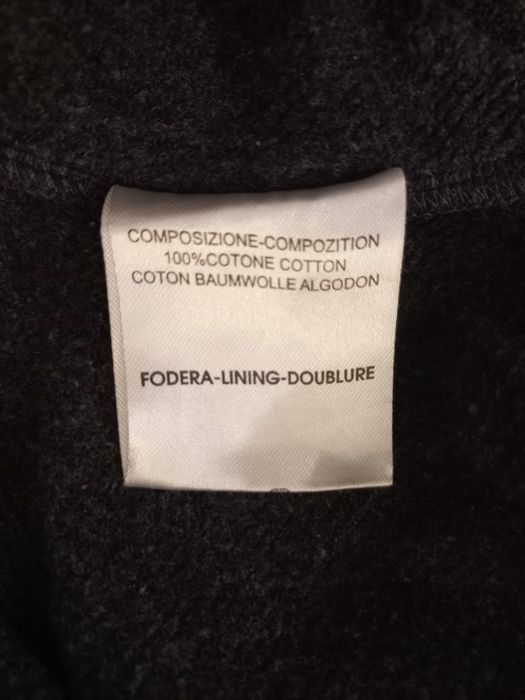 COMPOSIZIONE-COMPOZITION
100%COTONE COTTON
COTON BAUMWOLLE ALGODON
FODERA-LINING-DOUBLURE